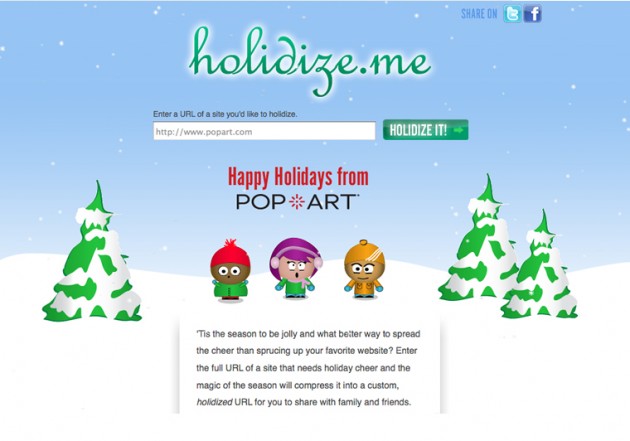 SHARE ON
holidize.me
Enter a URL of a site you'd like to holidize.
http://www.popart.com
HOLIDIZE IT!
Happy Holidays from
POP ART
'Tis the season to be jolly and what better way to spread
the cheer than sprucing up your favorite website? Enter
the full URL of a site that needs holiday cheer and the
magic of the season will compress it into a custom,
holidized URL for you to share with family and friends.